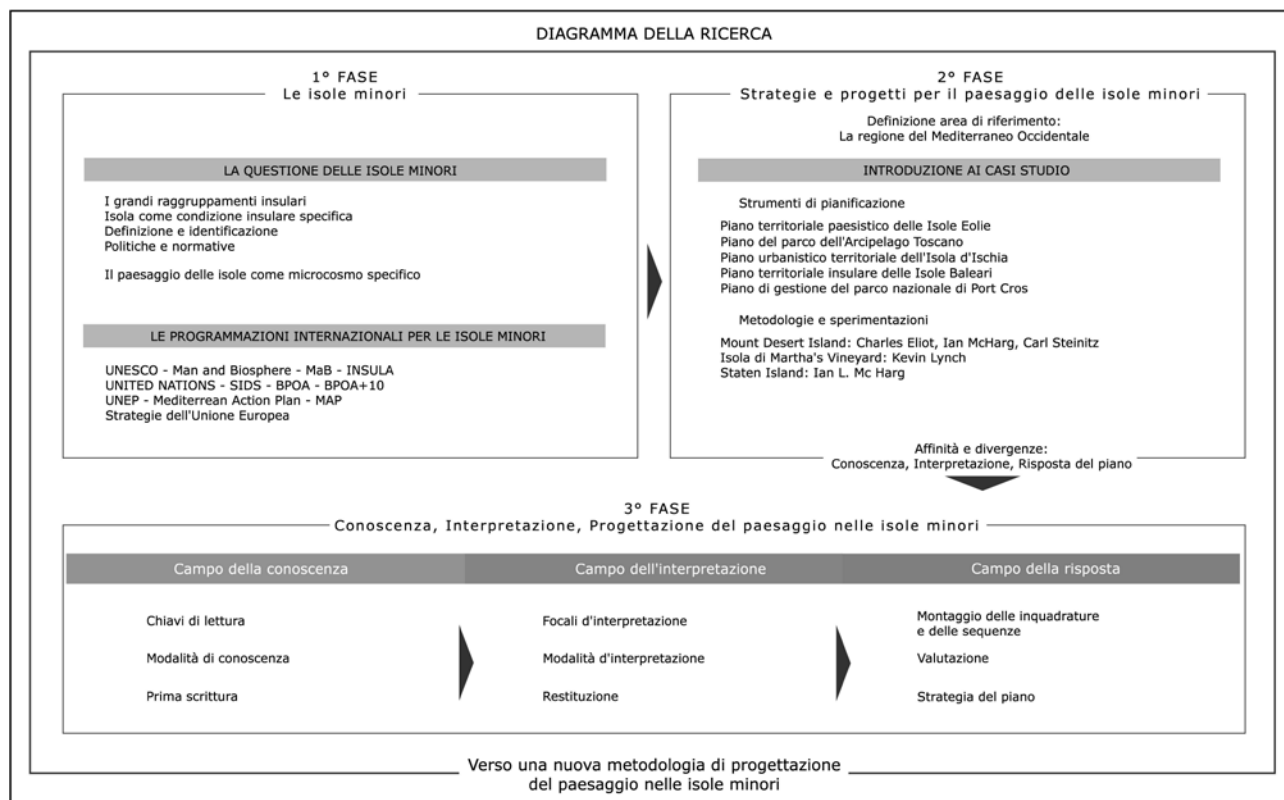 DIAGRAMMA DELLA RICERCA
1° FASE
Le isole minori
LA QUESTIONE DELLE ISOLE MINORI
I grandi raggruppamenti insulari
Isola come condizione insulare specifica
Definizione e identificazione
Politiche e normative
Il paesaggio delle isole come microcosmo specifico
LE PROGRAMMAZIONI INTERNAZIONALI PER LE ISOLE MINORI
UNESCO - Man and Biosphere - MaB - INSULA
UNITED NATIONS - SIDS - BPOA - BPOA+10
UNEP - Mediterrean Action Plan - MAP
Strategie dell'Unione Europea
2° FASE
Strategie e progetti per il paesaggio delle isole minori
Definizione area di riferimento:
La regione del Mediterraneo Occidentale
INTRODUZIONE AI CASI STUDIO
Strumenti di pianificazione
Piano territoriale paesistico delle Isole Eolie
Piano del parco dell'Arcipelago Toscano
Piano urbanistico territoriale dell'Isola d'Ischia
Piano territoriale insulare delle Isole Baleari
Piano di gestione del parco nazionale di Port Cros
Metodologie e sperimentazioni
Mount Desert Island: Charles Eliot, Ian McHarg, Carl Steinitz
Isola di Martha's Vineyard: Kevin Lynch
Staten Island: Ian L. Mc Harg
Affinità e divergenze:
Conoscenza, Interpretazione, Risposta del piano
3° FASE
Conoscenza, Interpretazione, Progettazione del paesaggio nelle isole minori
Campo della conoscenza
Chiavi di lettura
Modalità di conoscenza
Prima scrittura
Campo dell'interpretazione
Focali d'interpretazione
Modalità d'interpretazione
Restituzione
Campo della risposta
Montaggio delle inquadrature
e delle sequenze
Valutazione
Strategia del piano
Verso una nuova metodologia di progettazione
del paesaggio nelle isole minori